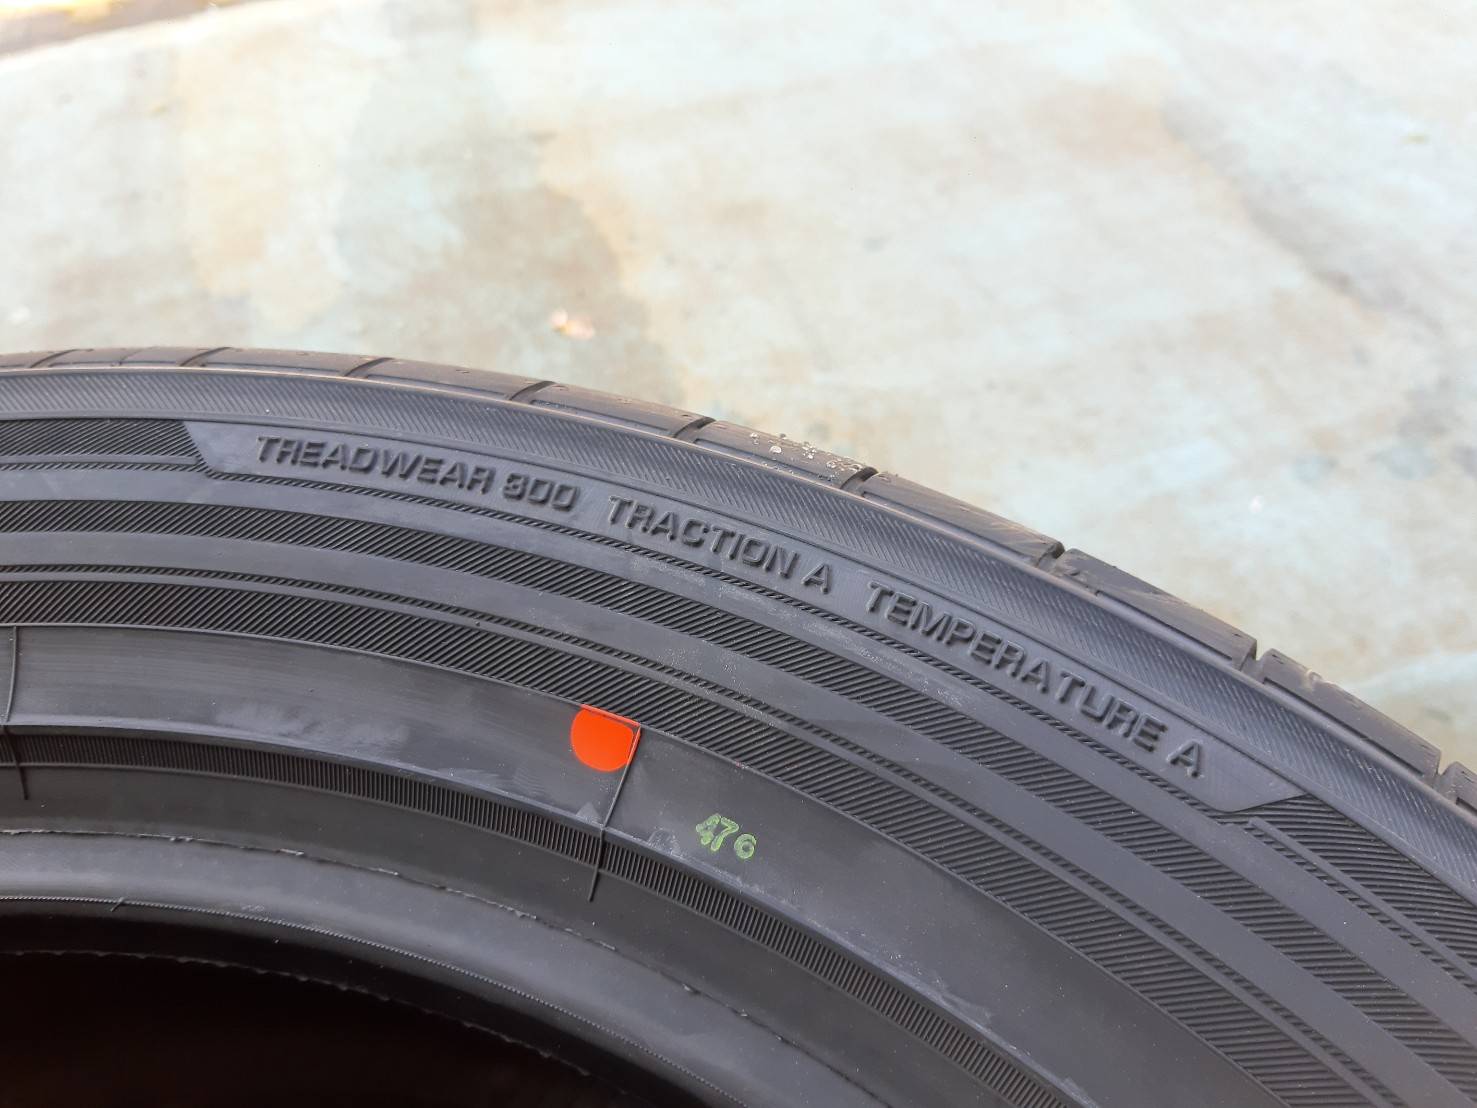 TREADWEAR 300 TRACTION A TEMPERATURE A
476